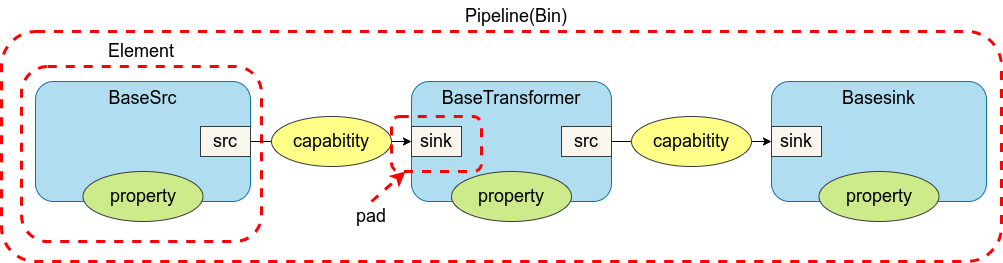 Pipeline(Bin)
Element
BaseSrc
BaseTransformer
Basesink
src
capabitity
sink
src
capabitity
sink
property
property
property
pad